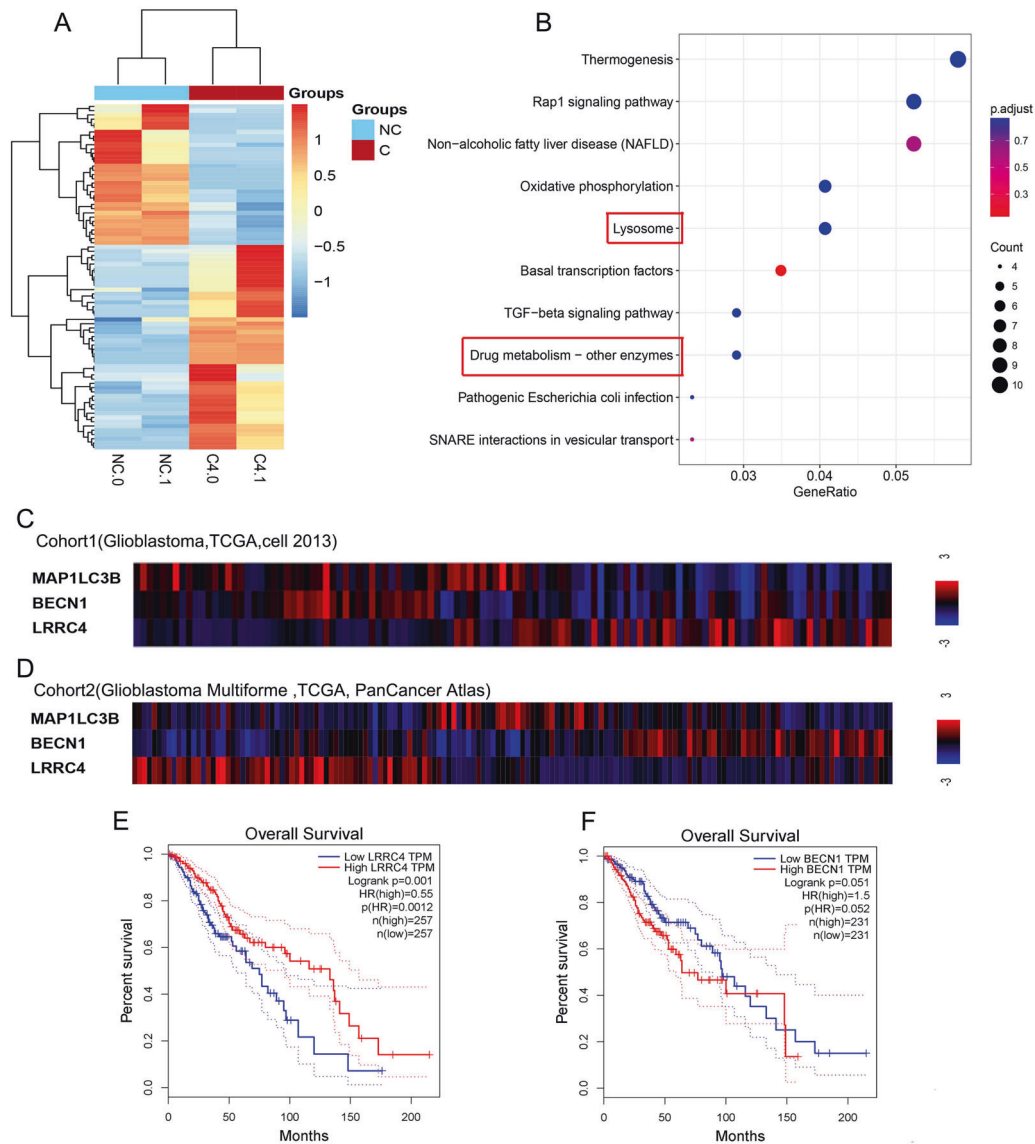 A
Groups
1
0.5
0
−0.5
−1
Groups
NC
C
NC.0
NC.1
C4.0
C4.1
B
Thermogenesis
Rap1 signaling pathway
Non−alcoholic fatty liver disease (NAFLD)
Oxidative phosphorylation
Lysosome
Basal transcription factors
TGF−beta signaling pathway
Drug metabolism − other enzymes
Pathogenic Escherichia coli infection
SNARE interactions in vesicular transport
0.03
0.04
0.05
GeneRatio
p.adjust
0.7
0.5
0.3
Count
4
5
6
7
8
9
10
C
Cohort1(Glioblastoma,TCGA,cell 2013)
MAP1LC3B
BECN1
LRRC4
3
-3
D
Cohort2(Glioblastoma Multiforme ,TCGA, PanCancer Atlas)
MAP1LC3B
BECN1
LRRC4
3
-3
E
Overall Survival
Low LRRC4 TPM
High LRRC4 TPM
Logrank p=0.001
HR(high)=0.55
p(HR)=0.0012
n(high)=257
n(low)=257
Percent survival
1.0
0.8
0.6
0.4
0.2
0.0
0
50
100
150
200
Months
F
Overall Survival
Low BECN1 TPM
High BECN1 TPM
Logrank p=0.051
HR(high)=1.5
p(HR)=0.052
n(high)=231
n(low)=231
Percent survival
1.0
0.8
0.6
0.4
0.2
0.0
0
50
100
150
200
Months